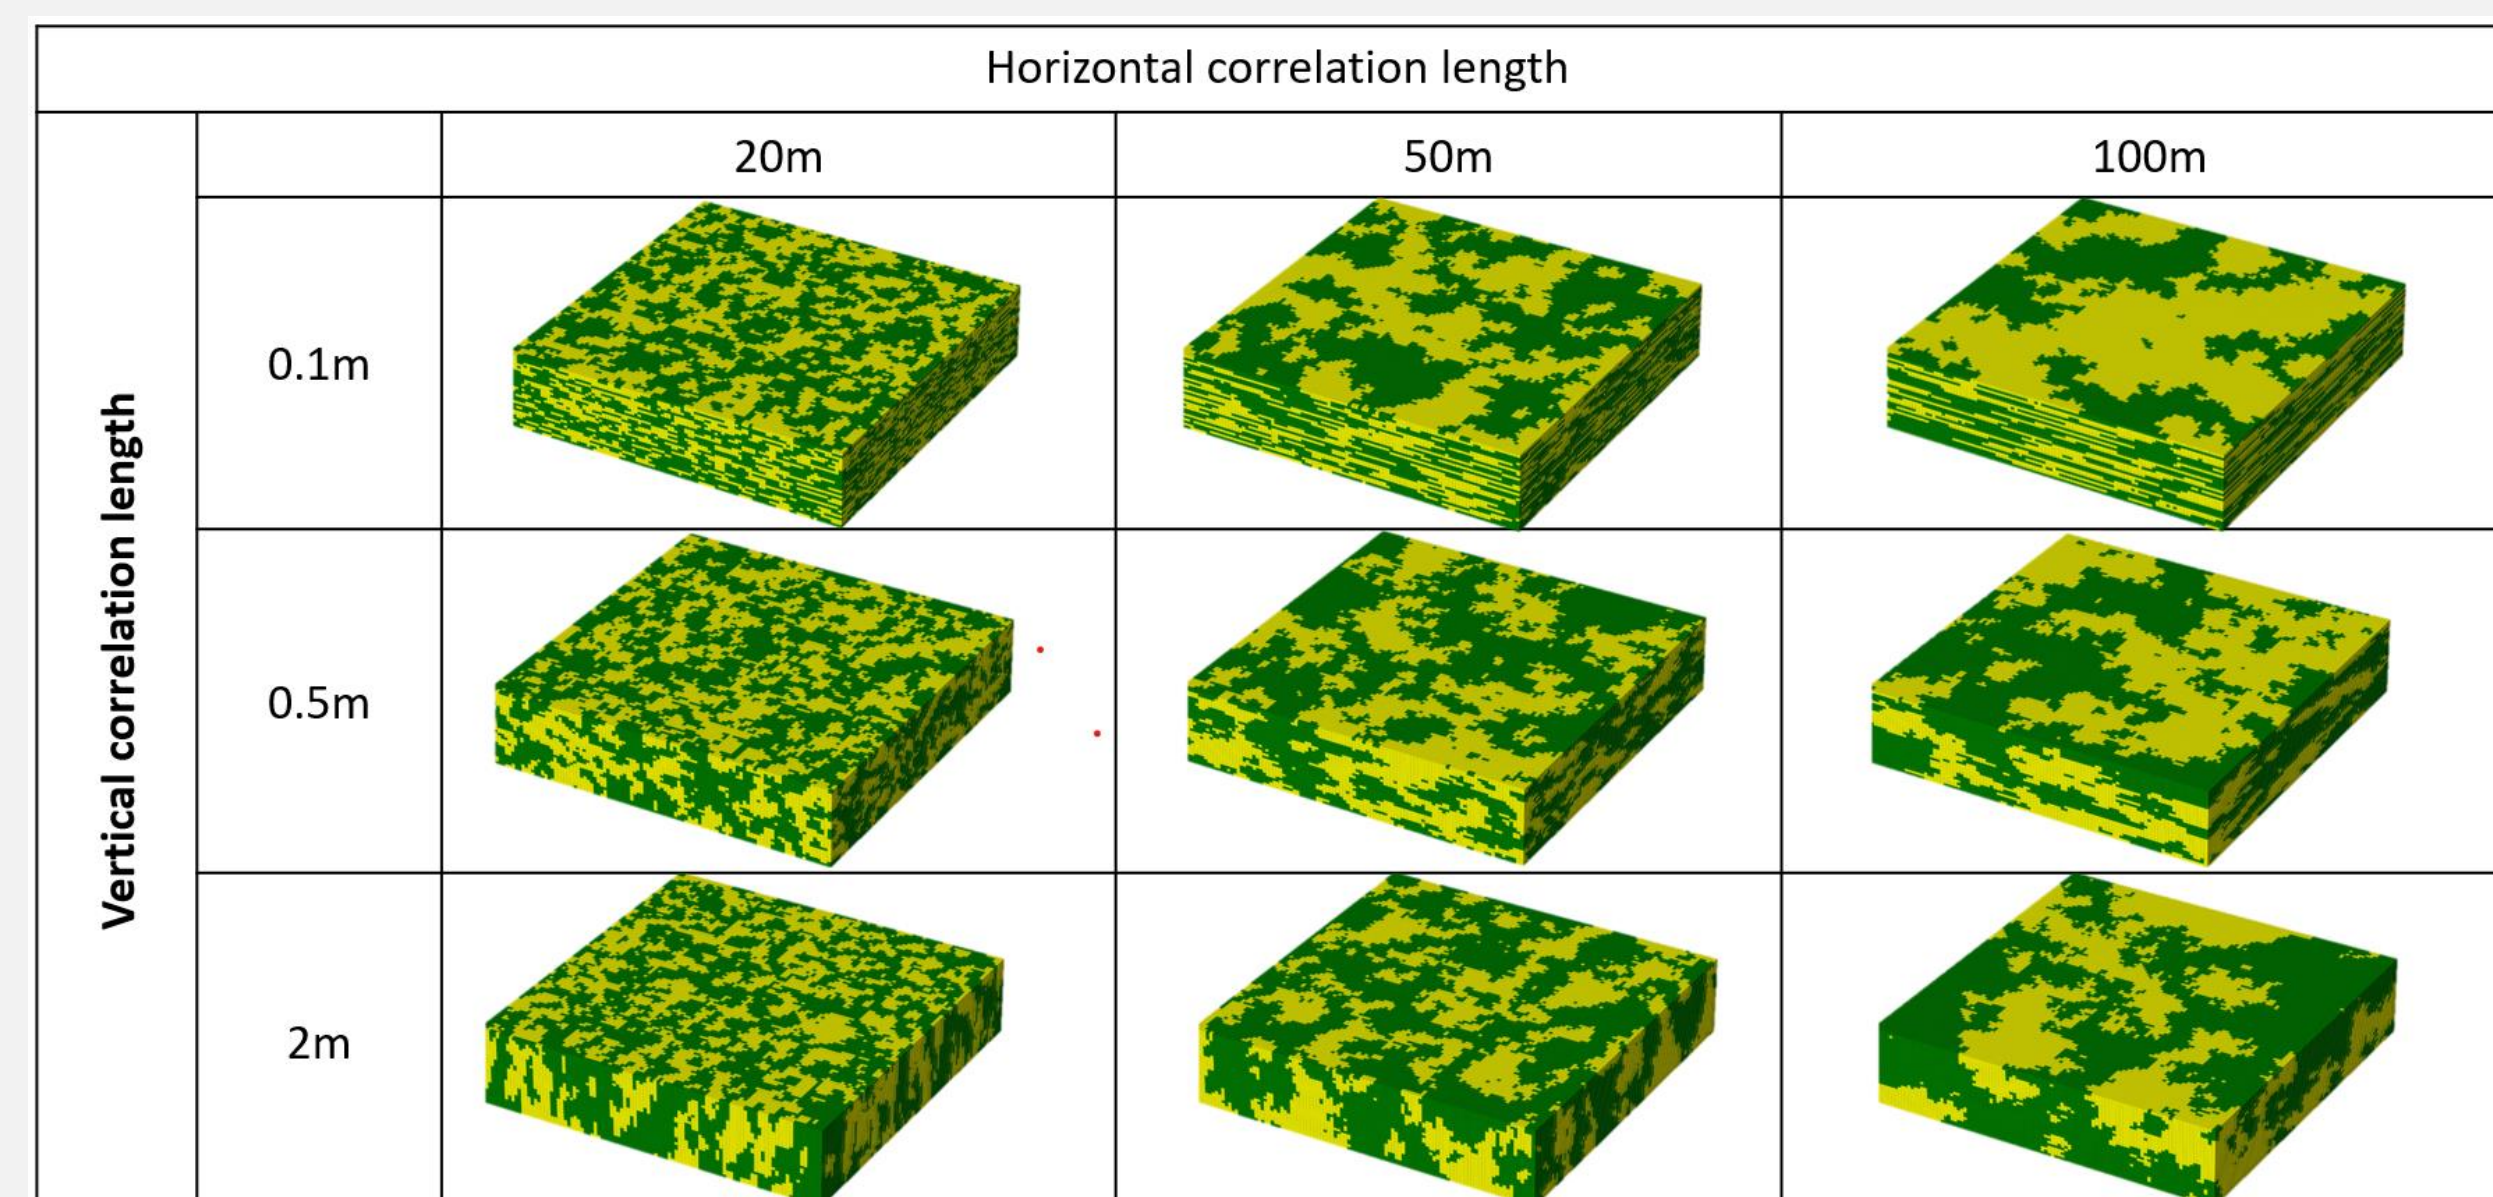 Horizontal correlation length
20m
50m
100m
Vertical correlation length
0.1m
0.5m
2m